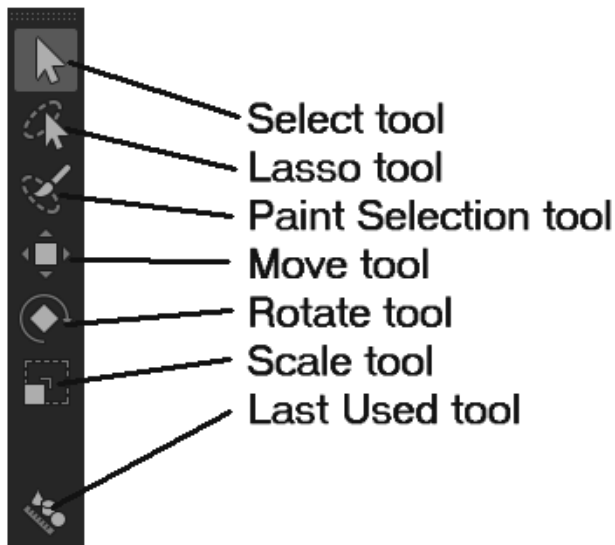 Select tool
Lasso tool
Paint Selection tool
Move tool
Rotate tool
Scale tool
Last Used tool